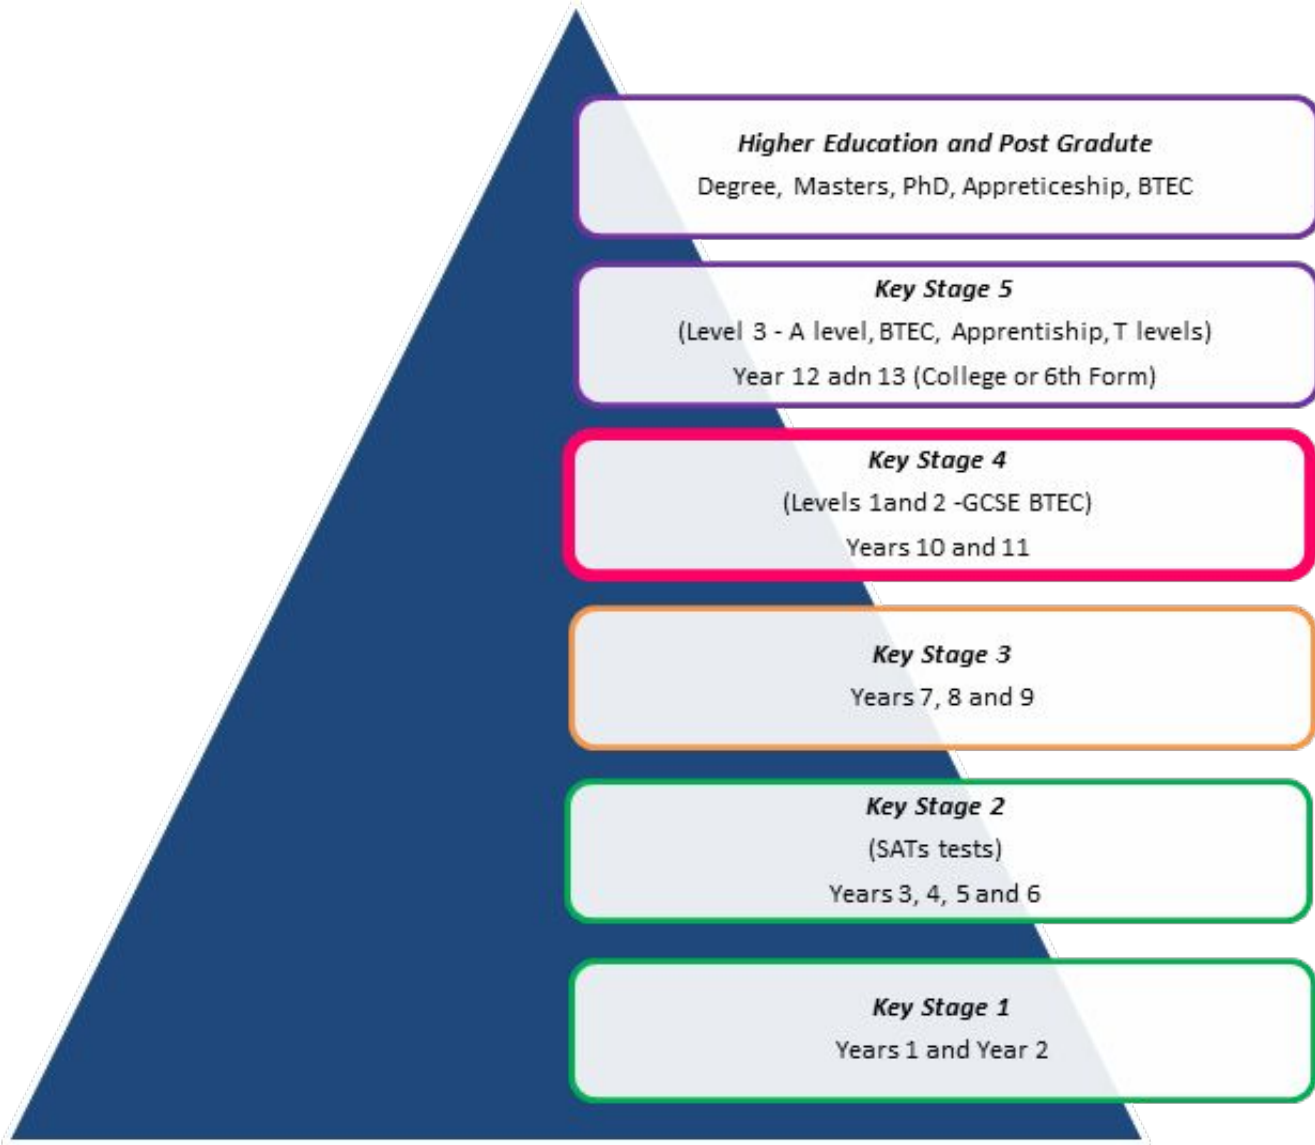 Higher Education and Post Gradute
Degree, Masters, PhD, Appreticeship, BTEC
Key Stage 5
(Level 3 - A level, BTEC, Apprentiship, T levels)
Year 12 adn 13 (College or 6th Form)
Key Stage 4
(Levels 1and 2 -GCSE BTEC)
Years 10 and 11
Key Stage 3
Years 7, 8 and 9
Key Stage 2
(SATs tests)
Years 3, 4, 5 and 6
Key Stage 1
Years 1 and Year 2